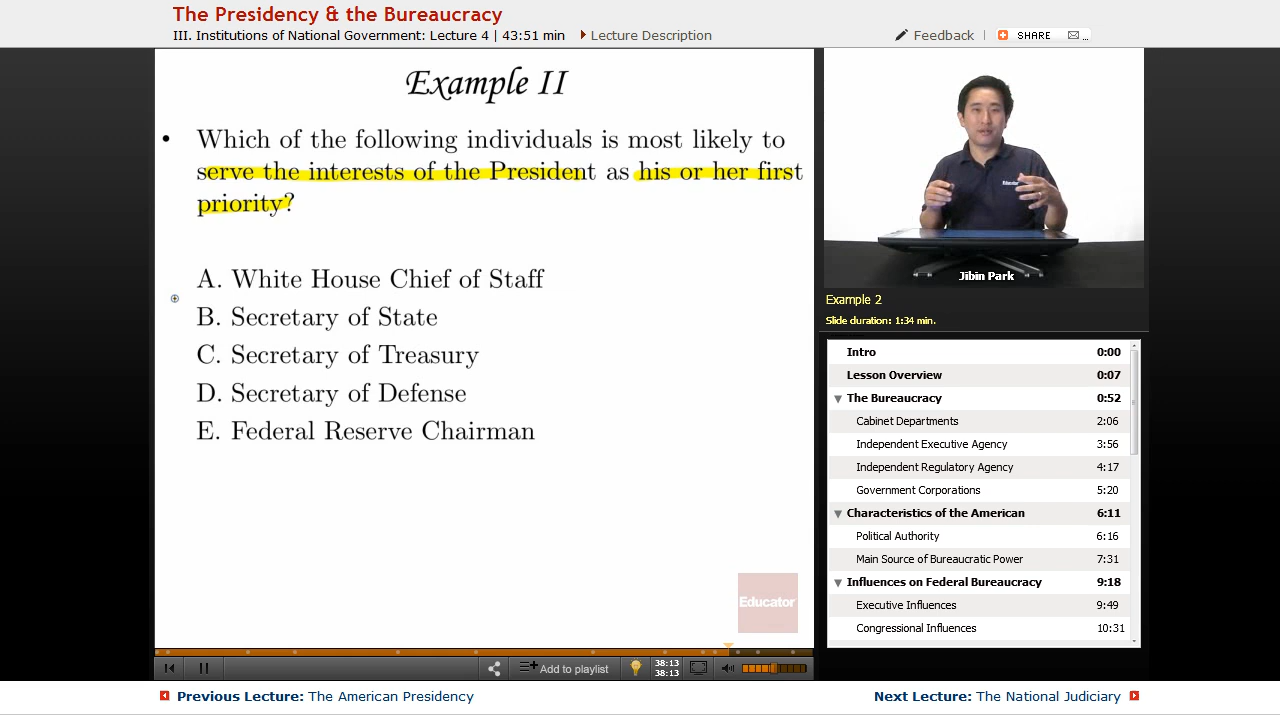 The Presidency & the Bureaucracy
III. Institutions of National Government: Lecture 4 | 43:51 min
Lecture Description
Feedback
SHARE
Example II
• Which of the following individuals is most likely to
serve the interests of the President as his or her first
priority?
A. White House Chief of Staff
B. Secretary of State
C. Secretary of Treasury
D. Secretary of Defense
E. Federal Reserve Chairman
Educator
Educator
Jibin Park
Example 2
Slide duration: 1:34 min.
Intro 0:00
Lesson Overview 0:07
The Bureaucracy 0:52
Cabinet Departments 2:06
Independent Executive Agency 3:56
Independent Regulatory Agency 4:17
Government Corporations 5:20
Characteristics of the American 6:11
Political Authority 6:16
Main Source of Bureaucratic Power 7:31
Influences on Federal Bureaucracy 9:18
Executive Influences 9:49
Congressional Influences 10:31
Add to playlist
38:13
38:13
Previous Lecture: The American Presidency
Next Lecture: The National Judiciary